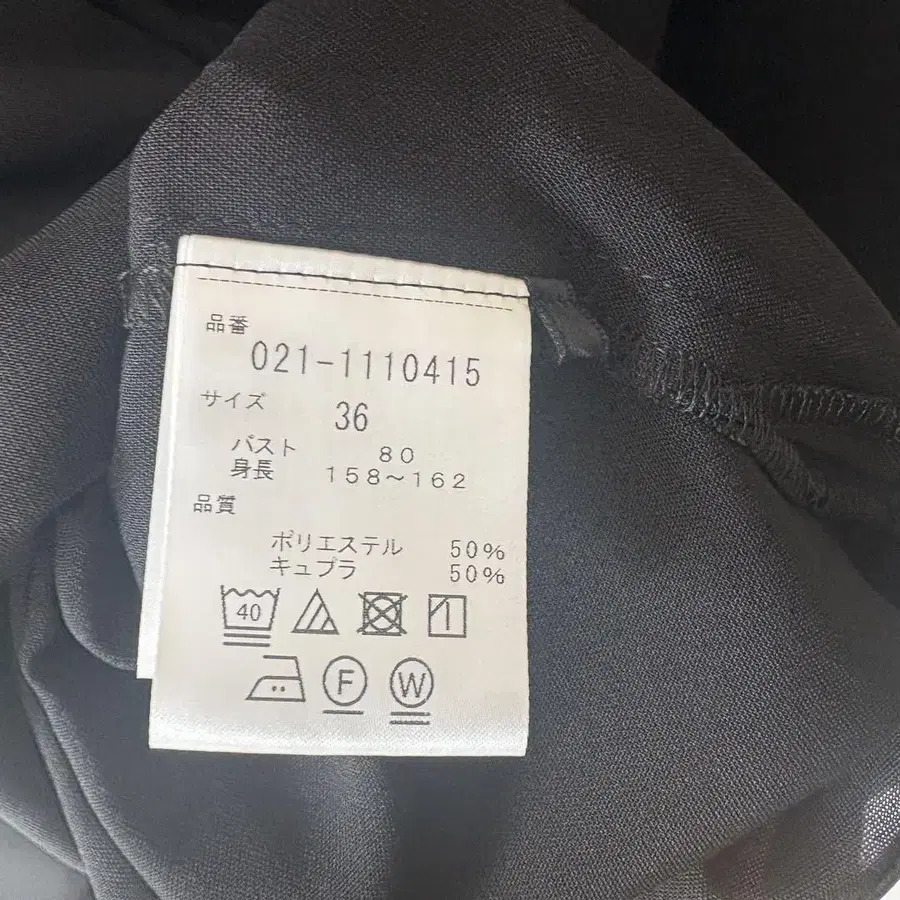 品番
021-1110415
サイズ 36
バスト 80
身長 158～162
品質
ポリエステル 50%
キュプラ 50%
40
F W